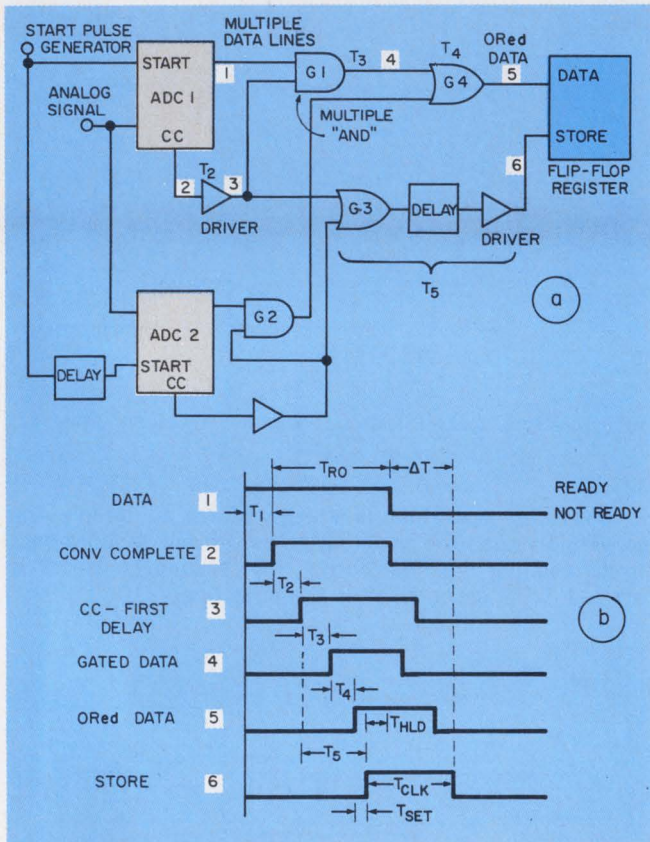 START PULSE
GENERATOR
MULTIPLE
DATA LINES
START
ADC 1
CC
1
G1
T3
4
T4
G4
ORed
DATA
5
DATA
STORE
FLIP-FLOP
REGISTER
ANALOG
SIGNAL
MULTIPLE
"AND"
2
T2
3
DRIVER
G-3
DELAY
DRIVER
6
T5
a
ADC 2
START
CC
G2
DELAY
TRO
ΔT
DATA 1
READY
NOT READY
T1
CONV COMPLETE 2
T2
CC - FIRST
DELAY
3
b
T3
GATED DATA 4
T4
ORed DATA 5
THLD
T5
STORE 6
TCLK
TSET